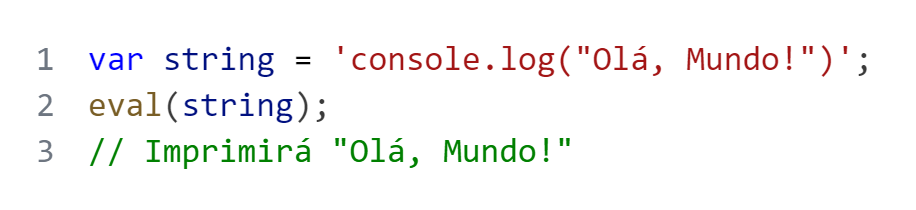 1 var string = 'console.log("Olá, Mundo!")';
2 eval(string);
3 // Imprimirá "Olá, Mundo!"